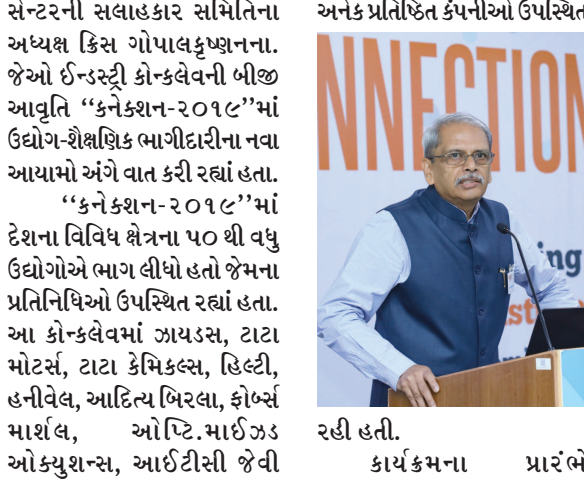 સેન્ટરની સલાહકાર સમિતિના
અધ્યક્ષ ક્રિસ ગોપાલકૃષ્ણનના.
જેઓ ઈન્ડસ્ટ્રી કોન્કલેવની બીજી
આવૃતિ “કનેક્શન-૨૦૧૯”માં
ઉદ્યોગ-શૈક્ષણિક ભાગીદારીના નવા
આયામો અંગે વાત કરી રહ્યાં હતા.
“કનેક્શન-૨૦૧૯”માં
દેશના વિવિધ ક્ષેત્રના ૫૦ થી વધુ
ઉદ્યોગોએ ભાગ લીધો હતો જેમના
પ્રતિનિધિઓ ઉપસ્થિત રહ્યાં હતા.
આ કોન્કલેવમાં ઝાયડસ, ટાટા
મોટર્સ, ટાટા કેમિકલ્સ, હિલ્ટી,
હનીવેલ, આદિત્ય બિરલા, ફોર્બ્સ
માર્શલ, ઓપ્ટિ.માઈઝડ
ઓક્યુશન્સ, આઈટીસી જેવી
અનેક પ્રતિષ્ઠિત કંપનીઓ ઉપસ્થિત
NNECTION
ing
st
રહી હતી.
કાર્યક્રમના પ્રારંભે